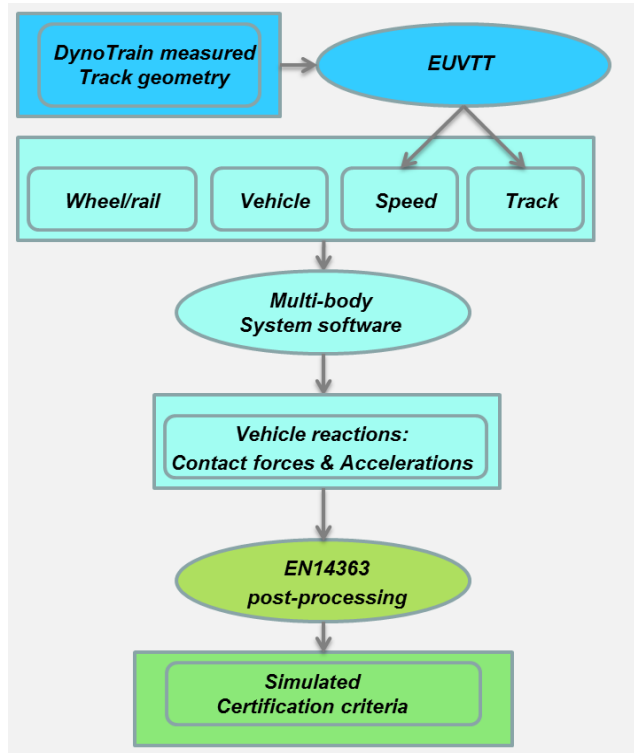 DynoTrain measured
Track geometry
EUVTT
Wheel/rail
Vehicle
Speed
Track
Multi-body
System software
Vehicle reactions:
Contact forces & Accelerations
EN14363
post-processing
Simulated
Certification criteria